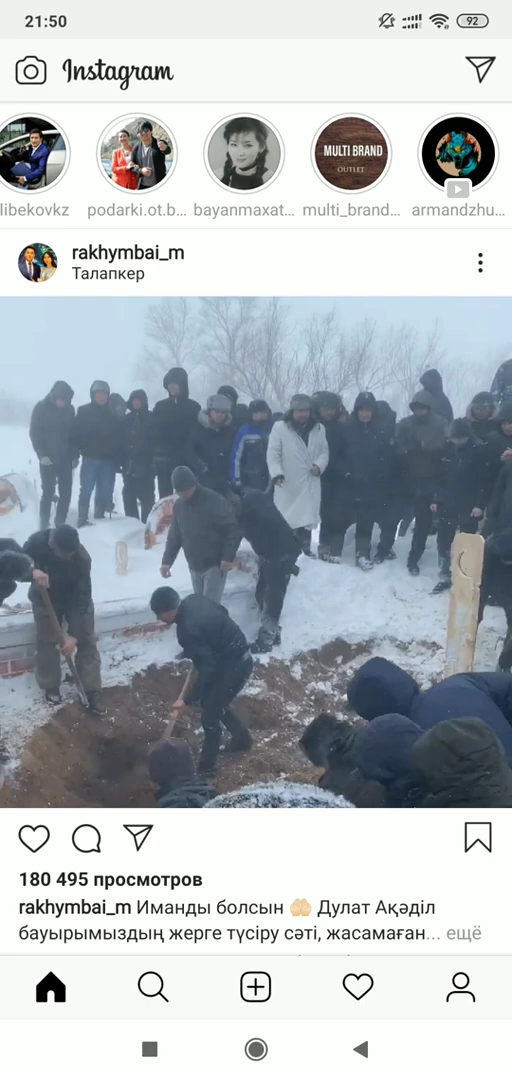 21:50
92
Instagram
MULTI BRAND
OUTLET
libekovkz
podarki.ot.b...
bayanmaxat...
multi_brand...
armandzhu...
rakhymbai_m
Талапкер
180 495 просмотров
rakhymbai_m Иманды болсын 🤲🏻 Дулат Ақәділ
бауырымыздың жерге түсіру сәті, жасамаған... ещё